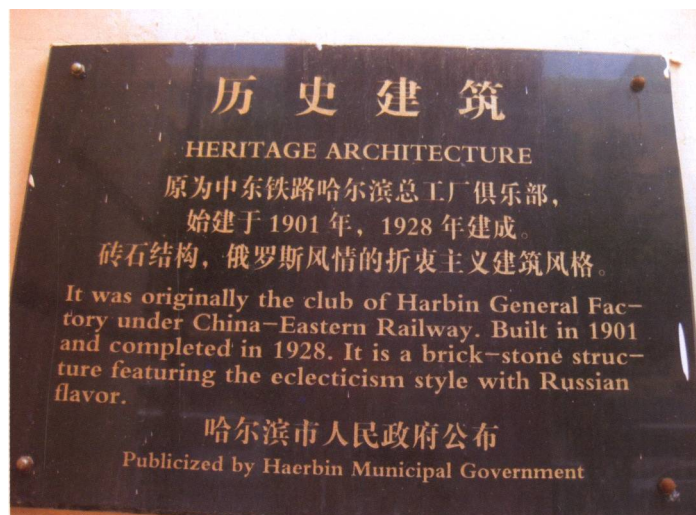 历史建筑
HERITAGE ARCHITECTURE
原为中东铁路哈尔滨总工厂俱乐部，
始建于1901年，1928年建成。
砖石结构，俄罗斯风情的折衷主义建筑风格。
It was originally the club of Harbin General Fac-
tory under China-Eastern Railway. Built in 1901
and completed in 1928. It is a brick-stone struc-
ture featuring the eclecticism style with Russian
flavor.
哈尔滨市人民政府公布
Publicized by Haerbin Municipal Government